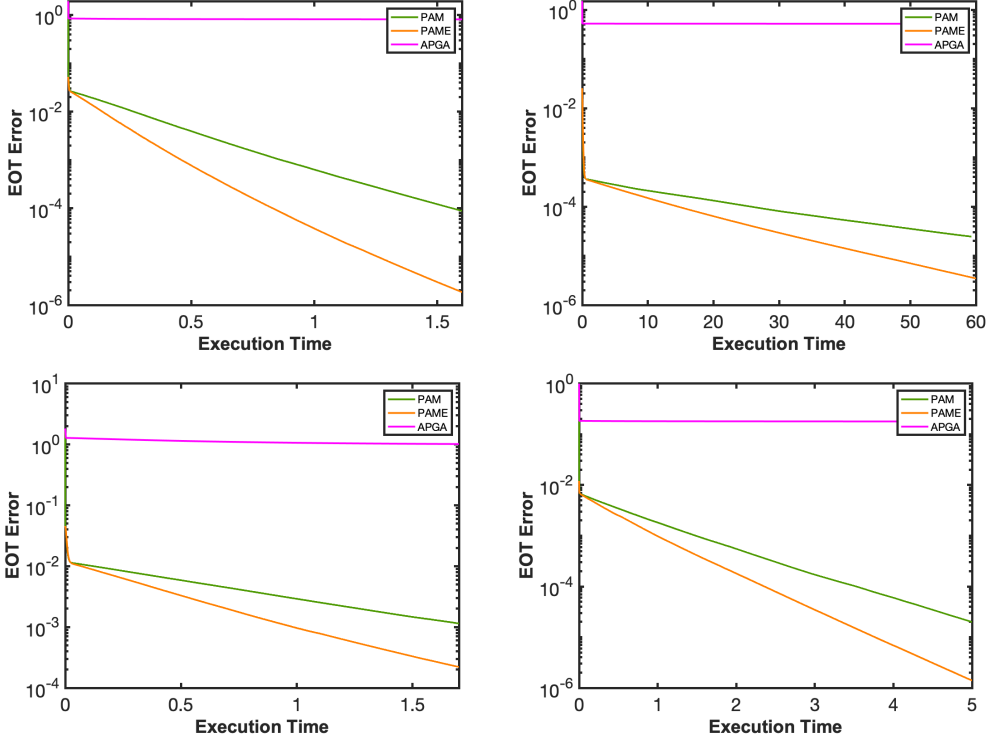 10^0
10^-2
10^-4
10^-6
EOT Error
0
0.5
1
1.5
Execution Time
PAM
PAME
APGA
10^0
10^-2
10^-4
10^-6
EOT Error
0
10
20
30
40
50
60
Execution Time
PAM
PAME
APGA
10^1
10^0
10^-1
10^-2
10^-3
10^-4
EOT Error
0
0.5
1
1.5
Execution Time
PAM
PAME
APGA
10^0
10^-2
10^-4
10^-6
EOT Error
0
1
2
3
4
5
Execution Time
PAM
PAME
APGA